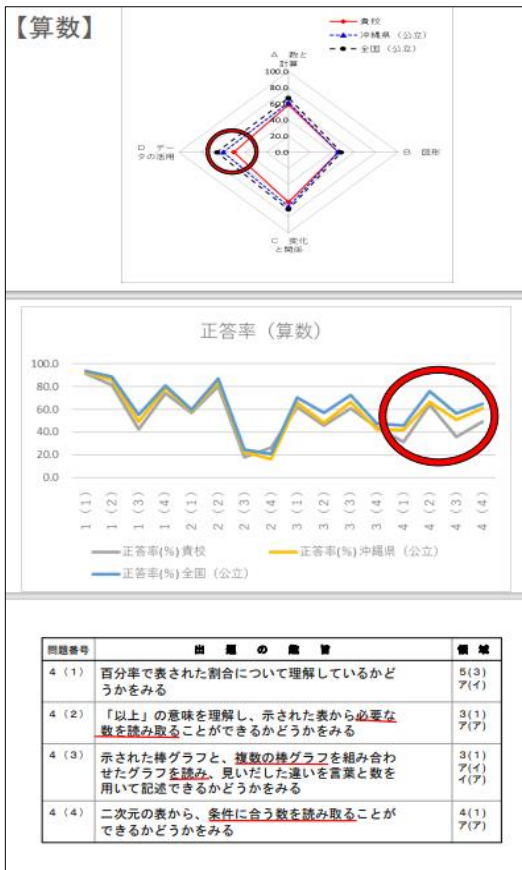 【算数】
貴校
沖縄県（公立）
全国（公立）
A 数と
計算
100.0
80.0
60.0
40.0
20.0
0.0
D デー
タの活用
B 図形
C 変化
と関係
正答率（算数）
100.0
80.0
60.0
40.0
20.0
0.0
1（1）
1（2）
1（3）
1（4）
2（1）
2（2）
2（3）
2（4）
3（1）
3（2）
3（3）
3（4）
4（1）
4（2）
4（3）
4（4）
正答率(%) 貴校
正答率(%) 沖縄県（公立）
正答率(%) 全国（公立）
問題番号 出題の趣旨 領域
4（1） 百分率で表された割合について理解しているかど 5(3)
うかをみる ア(イ)
4（2） 「以上」の意味を理解し、示された表から必要な 3(1)
数を読み取ることができるかどうかをみる ア(ア)
4（3） 示された棒グラフと、複数の棒グラフを組み合わ 3(1)
せたグラフを読み、見いだした違いを言葉と数を ア(イ)
用いて記述できるかどうかをみる イ(ア)
4（4） 二次元の表から、条件に合う数を読み取ることが 4(1)
できるかどうかをみる ア(ア)